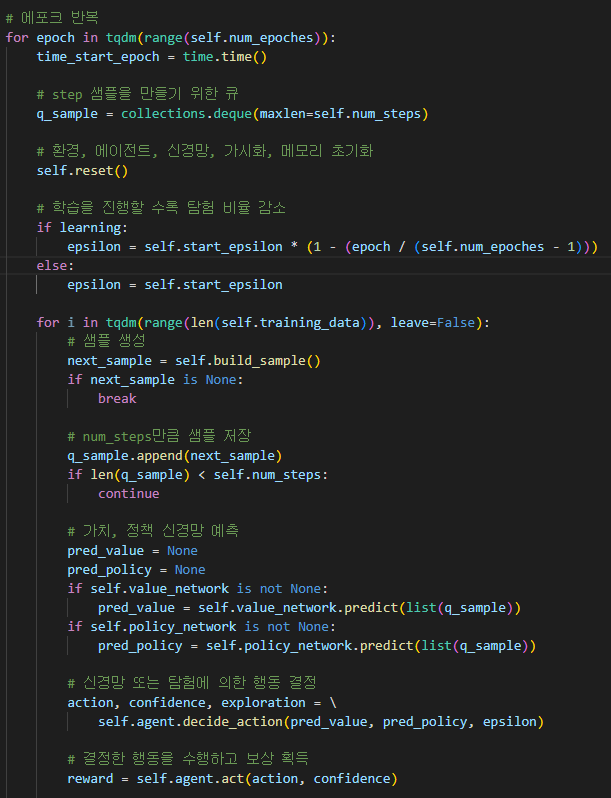 # 에포크 반복
for epoch in tqdm(range(self.num_epoches)):
    time_start_epoch = time.time()

    # step 샘플을 만들기 위한 큐
    q_sample = collections.deque(maxlen=self.num_steps)

    # 환경, 에이전트, 신경망, 가시화, 메모리 초기화
    self.reset()

    # 학습을 진행할 수록 탐험 비율 감소
    if learning:
        epsilon = self.start_epsilon * (1 - (epoch / (self.num_epoches - 1)))
    else:
        epsilon = self.start_epsilon

    for i in tqdm(range(len(self.training_data)), leave=False):
        # 샘플 생성
        next_sample = self.build_sample()
        if next_sample is None:
            break

        # num_steps만큼 샘플 저장
        q_sample.append(next_sample)
        if len(q_sample) < self.num_steps:
            continue

        # 가치, 정책 신경망 예측
        pred_value = None
        pred_policy = None
        if self.value_network is not None:
            pred_value = self.value_network.predict(list(q_sample))
        if self.policy_network is not None:
            pred_policy = self.policy_network.predict(list(q_sample))

        # 신경망 또는 탐험에 의한 행동 결정
        action, confidence, exploration = \
            self.agent.decide_action(pred_value, pred_policy, epsilon)

        # 결정한 행동을 수행하고 보상 획득
        reward = self.agent.act(action, confidence)